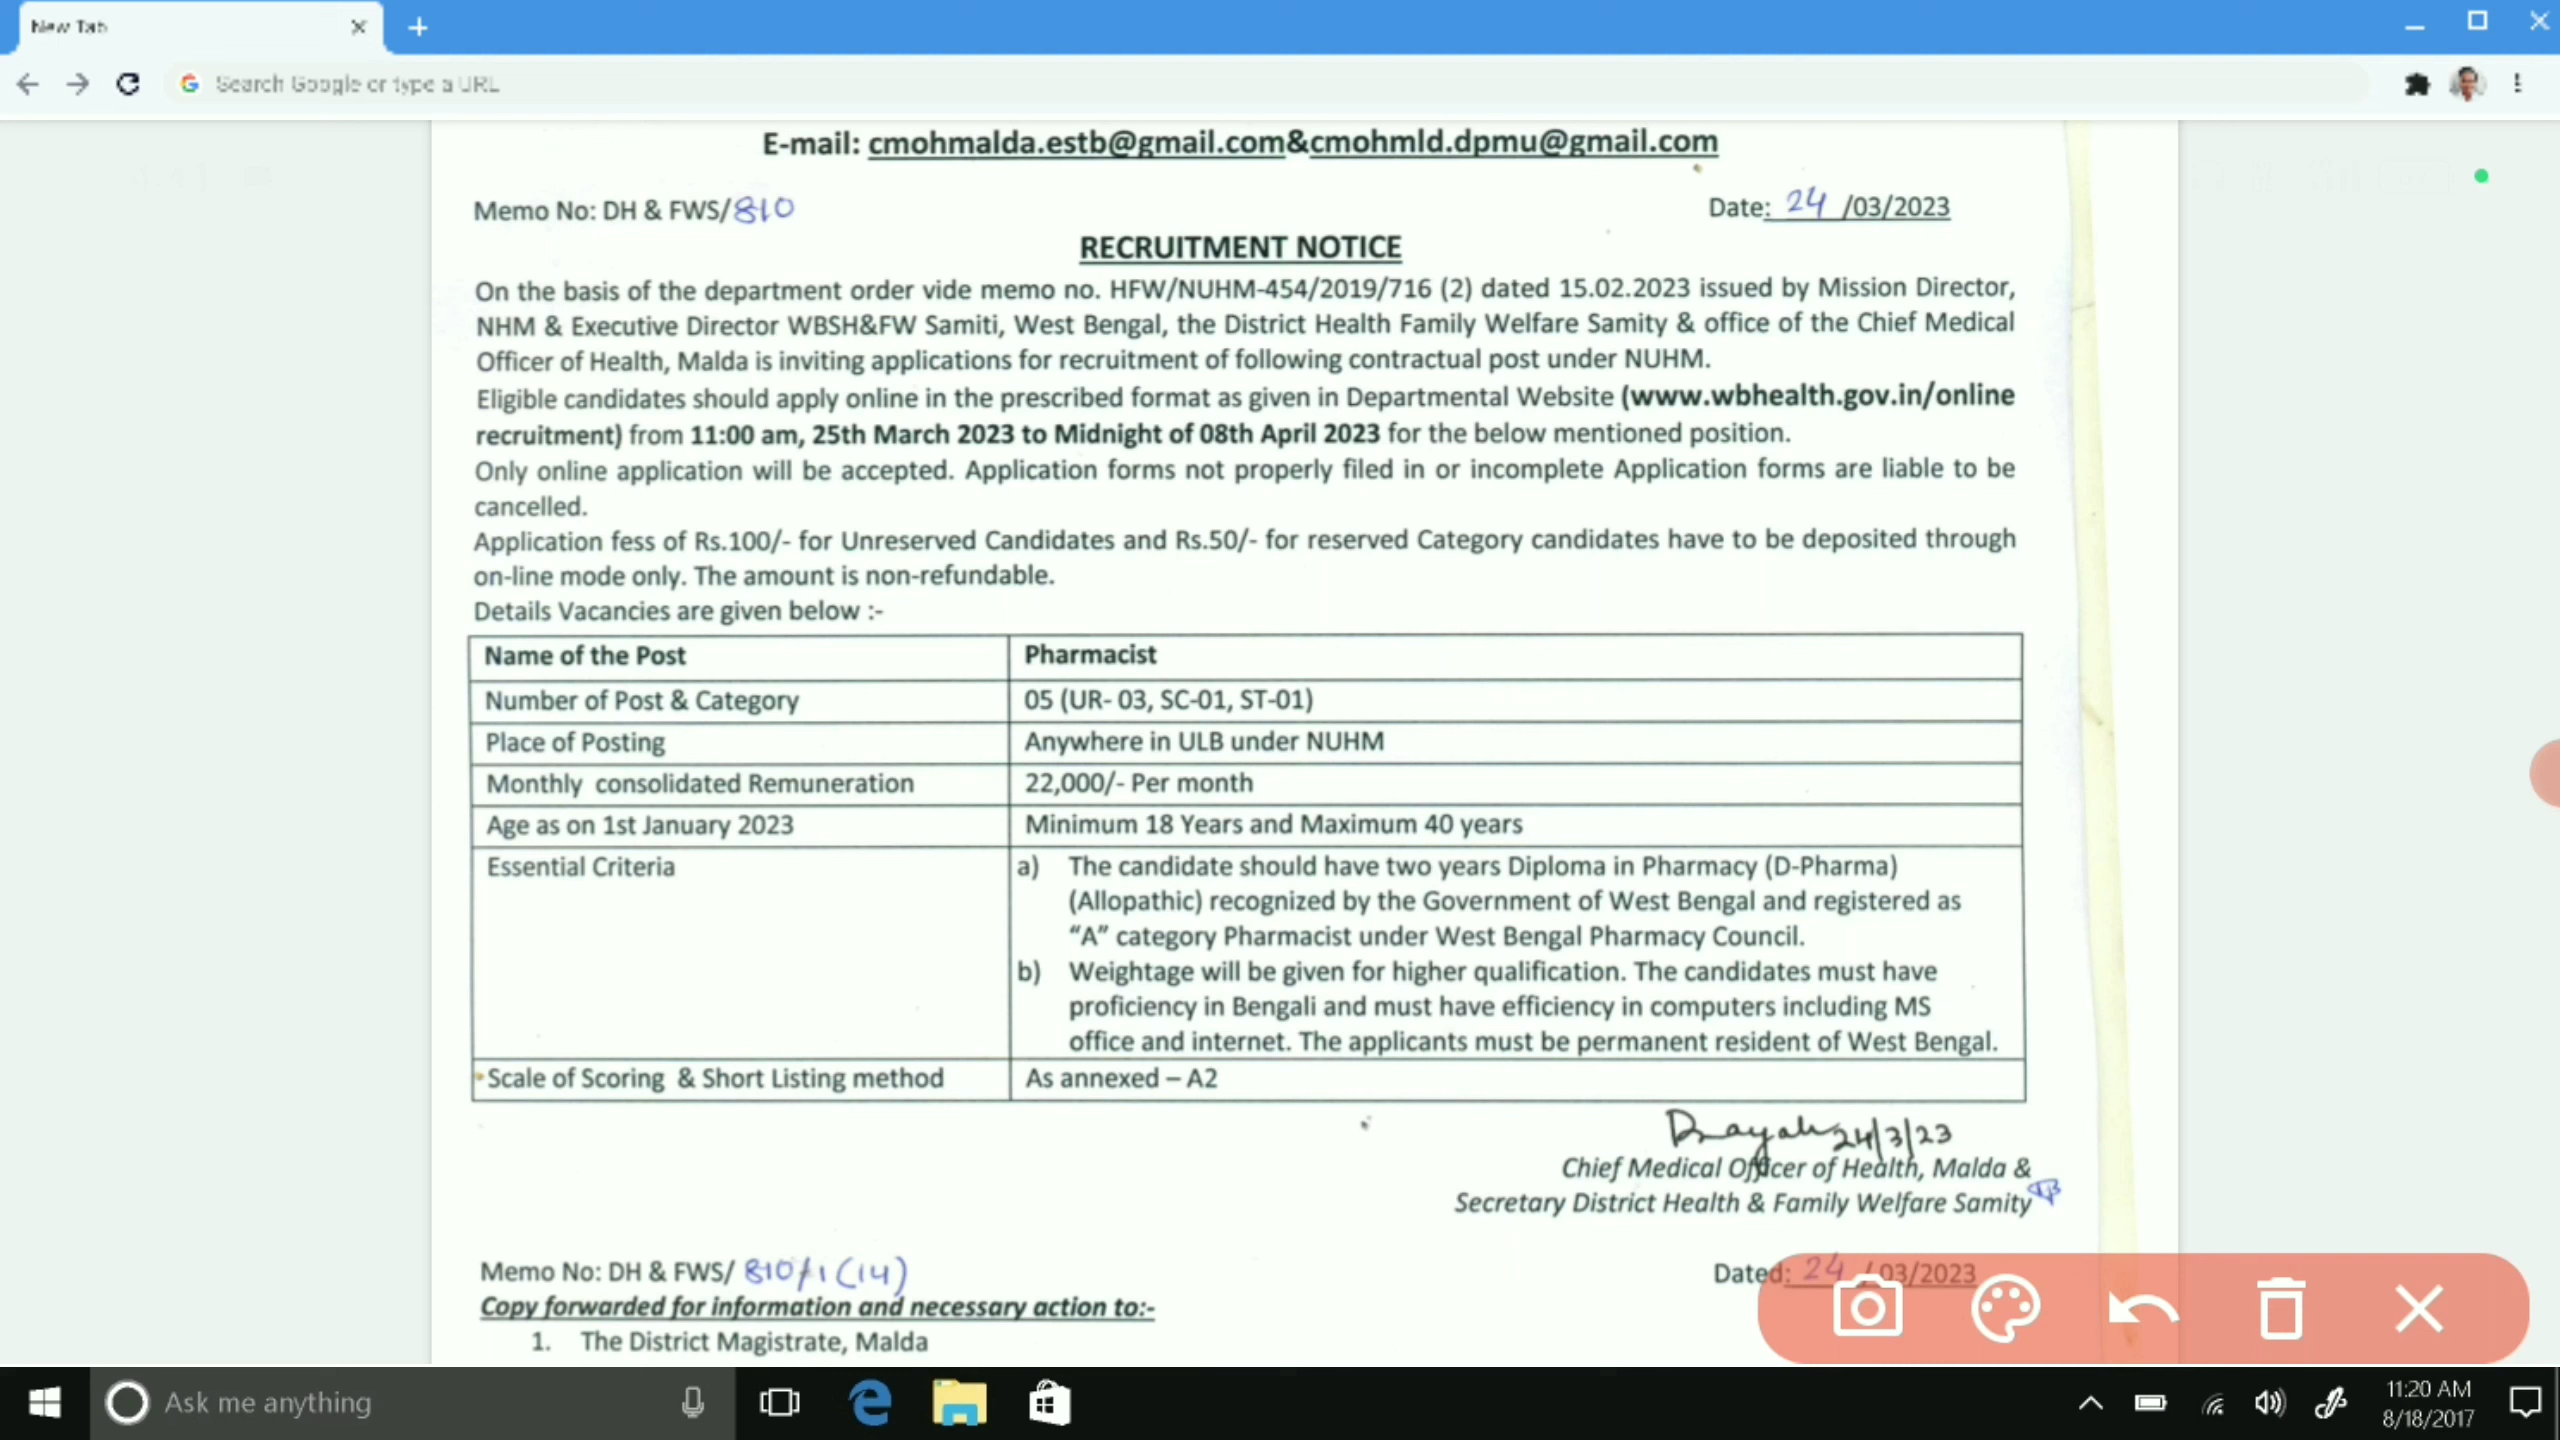 New Tab
Search Google or type a URL
E-mail: cmohmalda.estb@gmail.com&cmohmld.dpmu@gmail.com
Memo No: DH & FWS/810 Date: 24 /03/2023
RECRUITMENT NOTICE
On the basis of the department order vide memo no. HFW/NUHM-454/2019/716 (2) dated 15.02.2023 issued by Mission Director,
NHM & Executive Director WBSH&FW Samiti, West Bengal, the District Health Family Welfare Samity & office of the Chief Medical
Officer of Health, Malda is inviting applications for recruitment of following contractual post under NUHM.
Eligible candidates should apply online in the prescribed format as given in Departmental Website (www.wbhealth.gov.in/online
recruitment) from 11:00 am, 25th March 2023 to Midnight of 08th April 2023 for the below mentioned position.
Only online application will be accepted. Application forms not properly filed in or incomplete Application forms are liable to be
cancelled.
Application fess of Rs.100/- for Unreserved Candidates and Rs.50/- for reserved Category candidates have to be deposited through
on-line mode only. The amount is non-refundable.
Details Vacancies are given below :-
Name of the Post Pharmacist
Number of Post & Category 05 (UR- 03, SC-01, ST-01)
Place of Posting Anywhere in ULB under NUHM
Monthly consolidated Remuneration 22,000/- Per month
Age as on 1st January 2023 Minimum 18 Years and Maximum 40 years
Essential Criteria a) The candidate should have two years Diploma in Pharmacy (D-Pharma)
(Allopathic) recognized by the Government of West Bengal and registered as
“A” category Pharmacist under West Bengal Pharmacy Council.
b) Weightage will be given for higher qualification. The candidates must have
proficiency in Bengali and must have efficiency in computers including MS
office and internet. The applicants must be permanent resident of West Bengal.
Scale of Scoring & Short Listing method As annexed – A2
24/3/23
Chief Medical Officer of Health, Malda &
Secretary District Health & Family Welfare Samity
Memo No: DH & FWS/ 810/1(14) Dated: 24 / 03/2023
Copy forwarded for information and necessary action to:-
1. The District Magistrate, Malda
Ask me anything
11:20 AM
8/18/2017